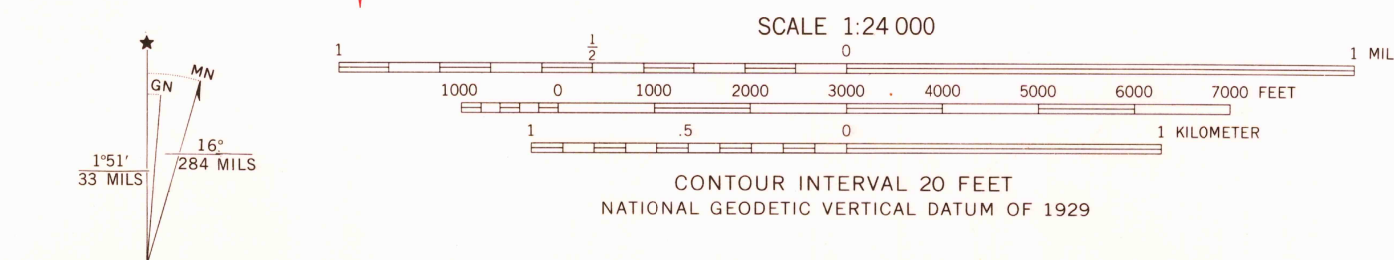 SCALE 1:24 000
1 1/2 0 1 MIL
1000 0 1000 2000 3000 4000 5000 6000 7000 FEET
1 .5 0 1 KILOMETER
CONTOUR INTERVAL 20 FEET
NATIONAL GEODETIC VERTICAL DATUM OF 1929
★
MN
GN
16°
284 MILS
1°51′
33 MILS